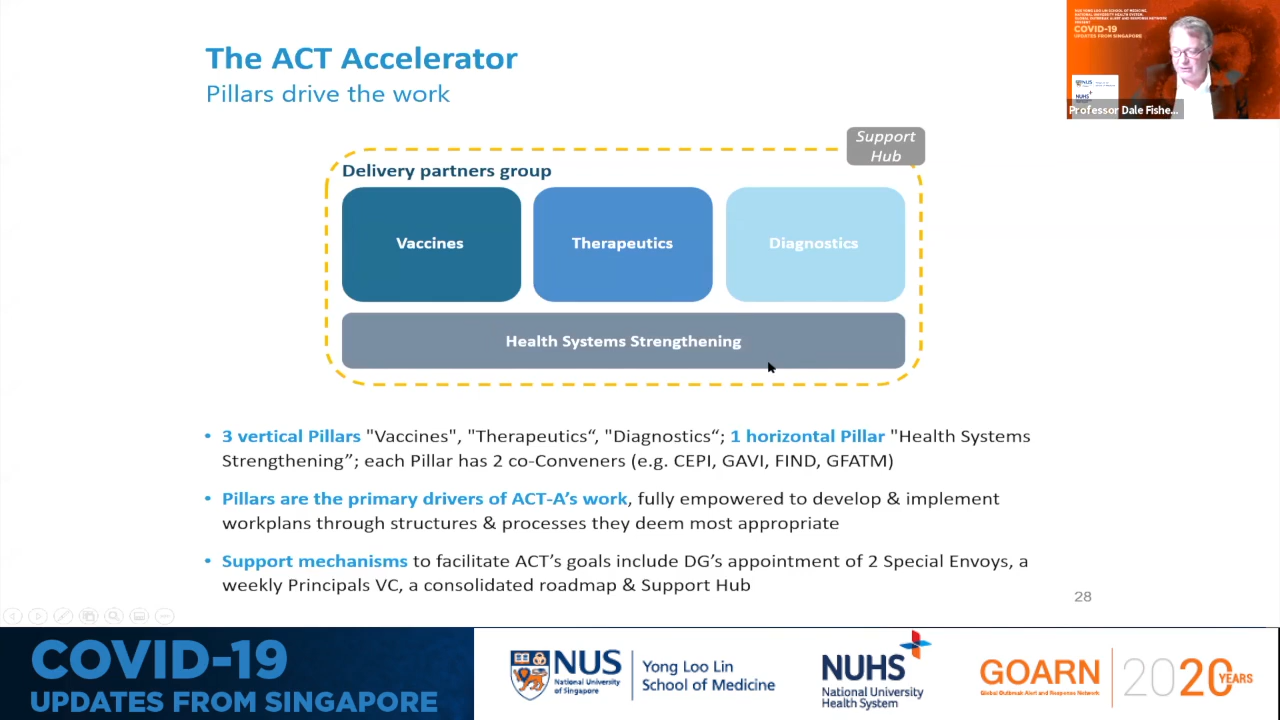 The ACT Accelerator
Pillars drive the work
COVID-19
UPDATES FROM SINGAPORE
NUS
NUHS
Professor Dale Fishe...
Support
Hub
Delivery partners group
Vaccines
Therapeutics
Diagnostics
Health Systems Strengthening
• 3 vertical Pillars "Vaccines", "Therapeutics“, "Diagnostics“; 1 horizontal Pillar "Health Systems
Strengthening”; each Pillar has 2 co-Conveners (e.g. CEPI, GAVI, FIND, GFATM)
• Pillars are the primary drivers of ACT-A’s work, fully empowered to develop & implement
workplans through structures & processes they deem most appropriate
• Support mechanisms to facilitate ACT’s goals include DG’s appointment of 2 Special Envoys, a
weekly Principals VC, a consolidated roadmap & Support Hub
28
COVID-19
UPDATES FROM SINGAPORE
NUS
National University
of Singapore
Yong Loo Lin
School of Medicine
NUHS
National University
Health System
GOARN
Global Outbreak Alert and Response Network
2020 YEARS